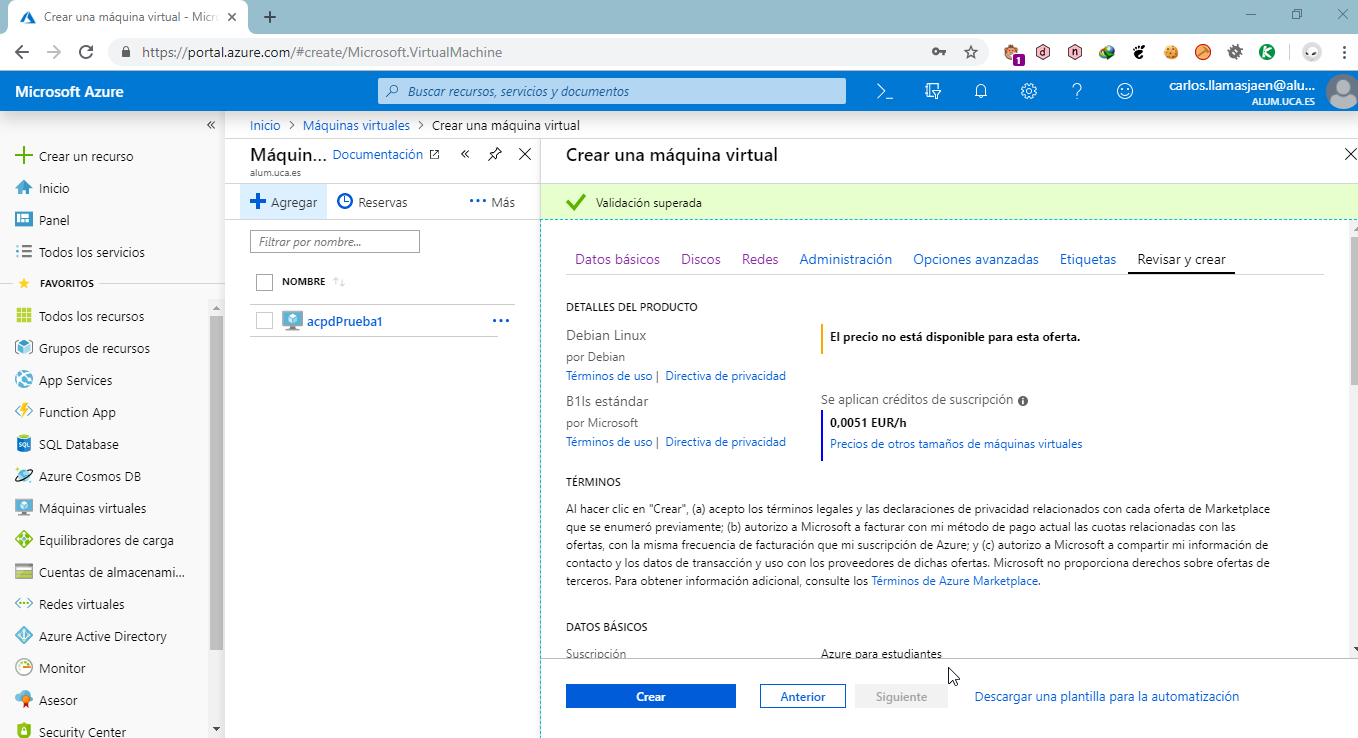 Crear una máquina virtual - Micr
https://portal.azure.com/#create/Microsoft.VirtualMachine
1
Microsoft Azure
Buscar recursos, servicios y documentos
carlos.llamasjaen@alu...
ALUM.UCA.ES
Crear un recurso
Inicio
Panel
Todos los servicios
FAVORITOS
Todos los recursos
Grupos de recursos
App Services
Function App
SQL Database
Azure Cosmos DB
Máquinas virtuales
Equilibradores de carga
Cuentas de almacenami...
Redes virtuales
Azure Active Directory
Monitor
Asesor
Security Center
Inicio > Máquinas virtuales > Crear una máquina virtual
Máquin... Documentación
alum.uca.es
Agregar Reservas ··· Más
Filtrar por nombre...
NOMBRE
acpdPrueba1 ···
Crear una máquina virtual
Validación superada
Datos básicos Discos Redes Administración Opciones avanzadas Etiquetas Revisar y crear
DETALLES DEL PRODUCTO
Debian Linux
por Debian
Términos de uso | Directiva de privacidad
El precio no está disponible para esta oferta.
B1ls estándar
por Microsoft
Términos de uso | Directiva de privacidad
Se aplican créditos de suscripción
0,0051 EUR/h
Precios de otros tamaños de máquinas virtuales
TÉRMINOS
Al hacer clic en "Crear", (a) acepto los términos legales y las declaraciones de privacidad relacionados con cada oferta de Marketplace
que se enumeró previamente; (b) autorizo a Microsoft a facturar con mi método de pago actual las cuotas relacionadas con las
ofertas, con la misma frecuencia de facturación que mi suscripción de Azure; y (c) autorizo a Microsoft a compartir mi información de
contacto y los datos de transacción y uso con los proveedores de dichas ofertas. Microsoft no proporciona derechos sobre ofertas de
terceros. Para obtener información adicional, consulte los Términos de Azure Marketplace.
DATOS BÁSICOS
Suscripción Azure para estudiantes
Crear Anterior Siguiente Descargar una plantilla para la automatización